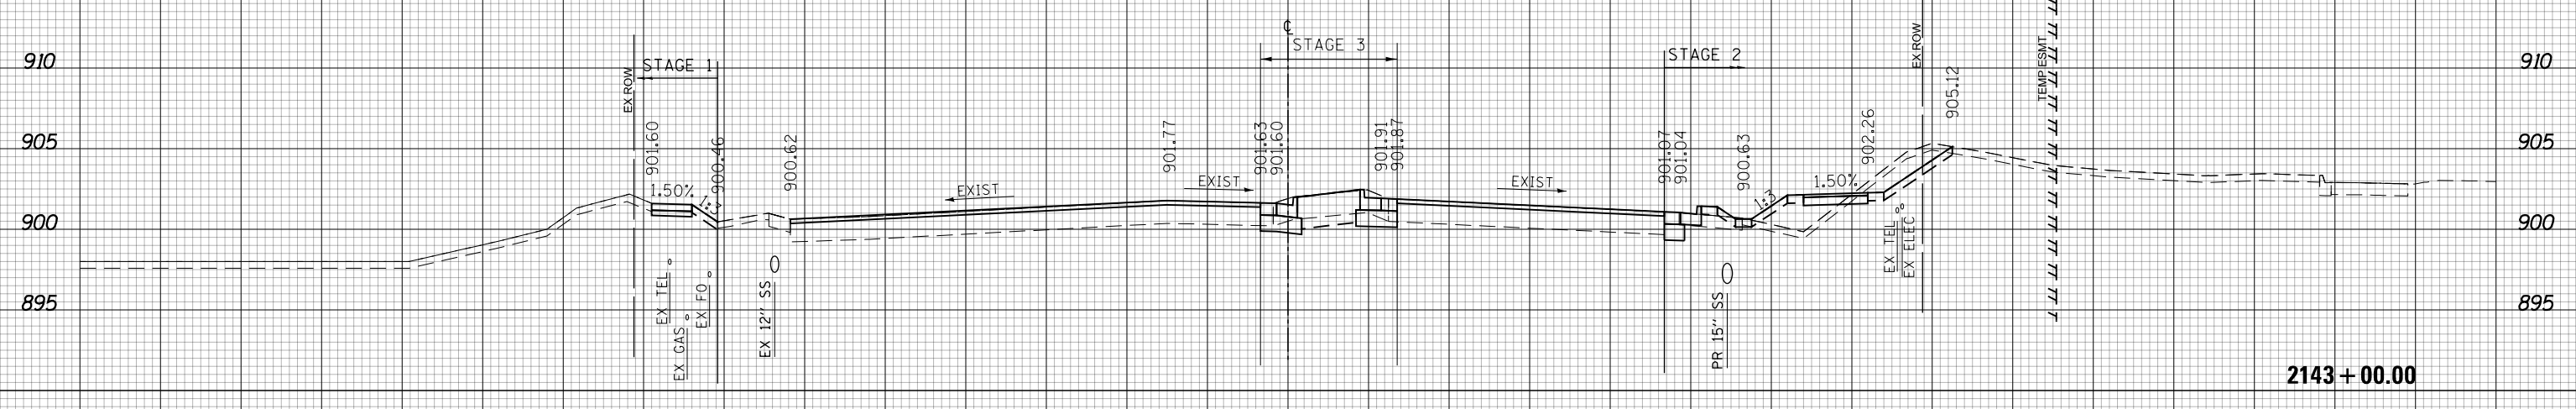 ℄
STAGE 3
STAGE 1
STAGE 2
EX ROW
EX ROW
TEMP ESMT
910
910
905
905
900
900
895
895
901.60
900.46
900.62
901.77
901.63
901.60
901.91
901.87
901.07
901.04
900.63
902.26
905.12
1.50%
EXIST
EXIST
EXIST
1:3
1.50%
EX TEL
EX GAS
EX FO
EX 12" SS
PR 15" SS
EX TEL
EX ELEC
2143+00.00